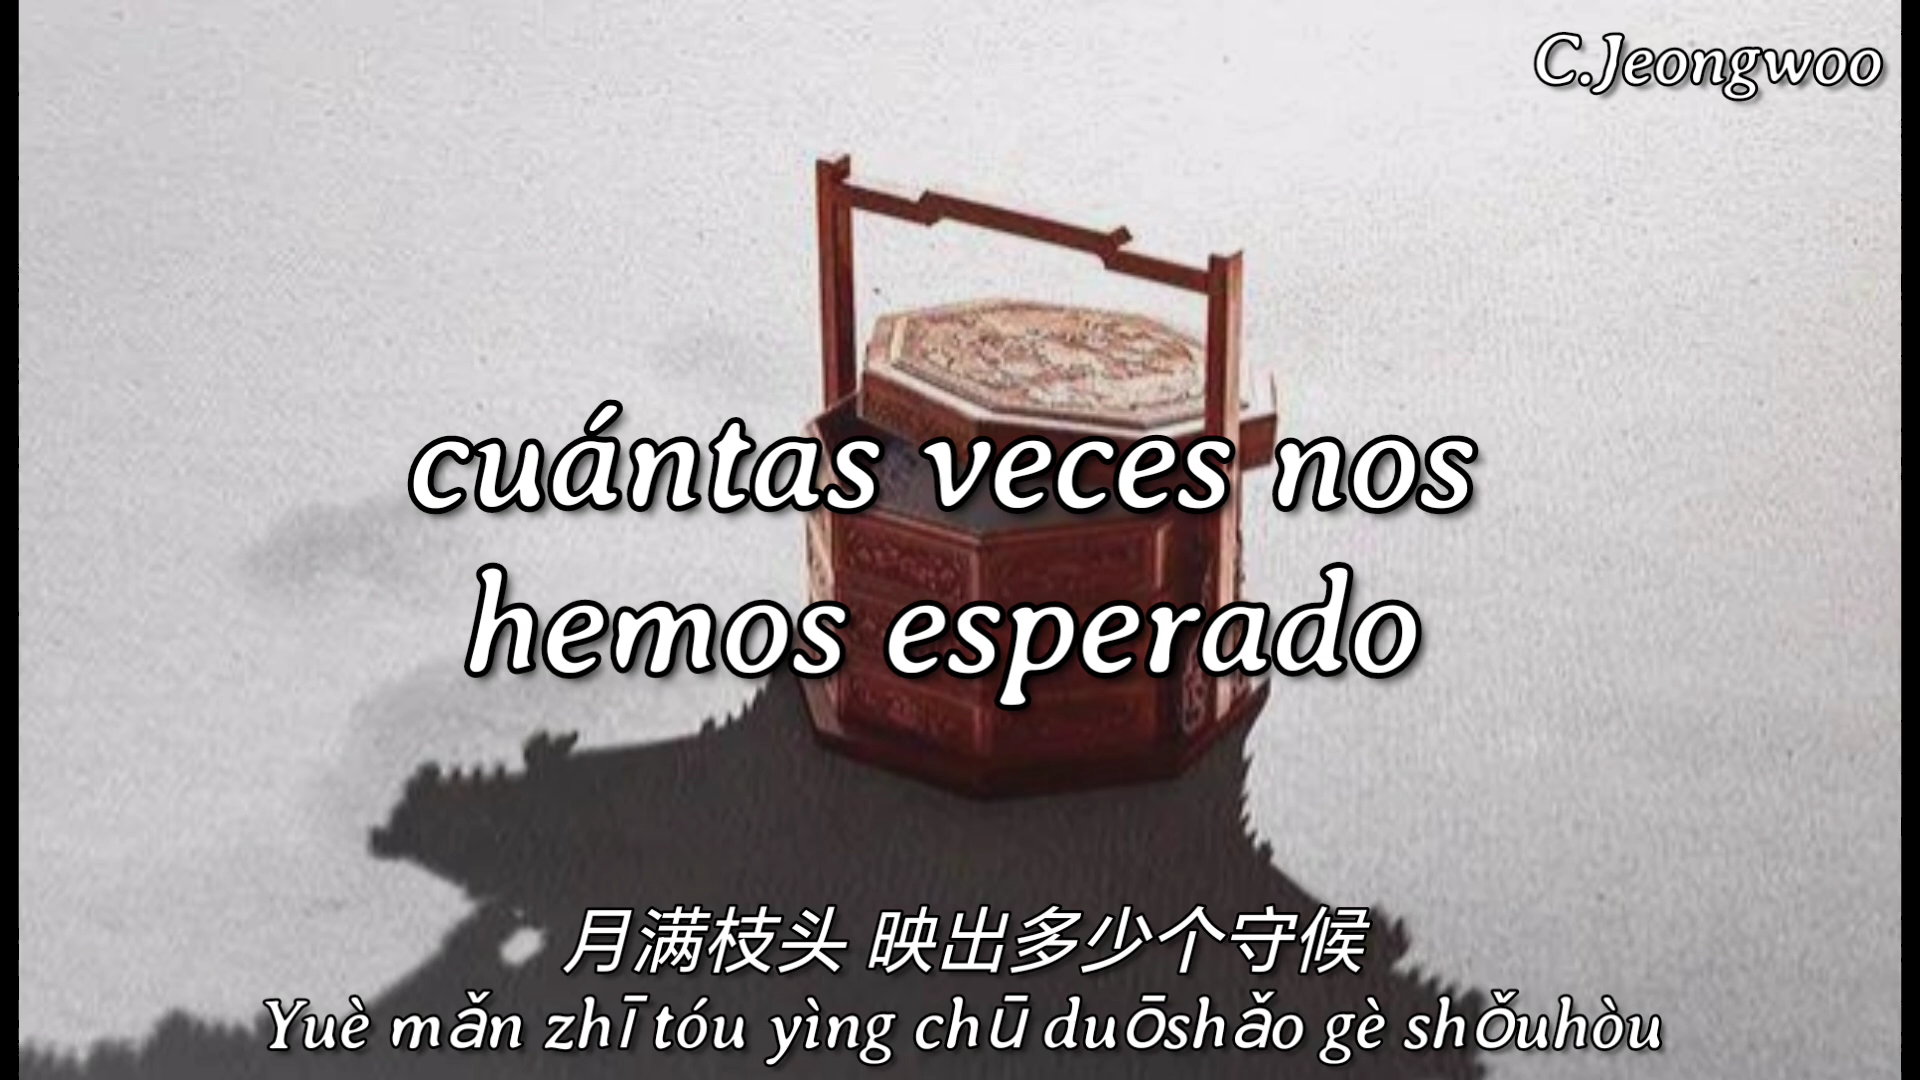 C.Jeongwoo
cuántas veces nos
hemos esperado
月满枝头 映出多少个守候
Yuè mǎn zhī tóu yìng chū duōshǎo gè shǒuhòu